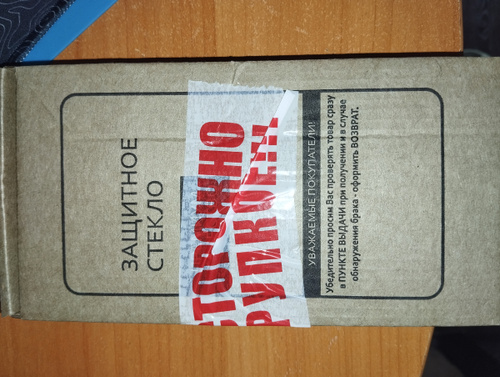 ЗАЩИТНОЕ
СТЕКЛО
СТОРОЖНО
РУПКОЕ!!!
УВАЖАЕМЫЕ ПОКУПАТЕЛИ!
Убедительно просим Вас проверять товар сразу
в ПУНКТЕ ВЫДАЧИ при получении и в случае
обнаружения брака - оформить ВОЗВРАТ.